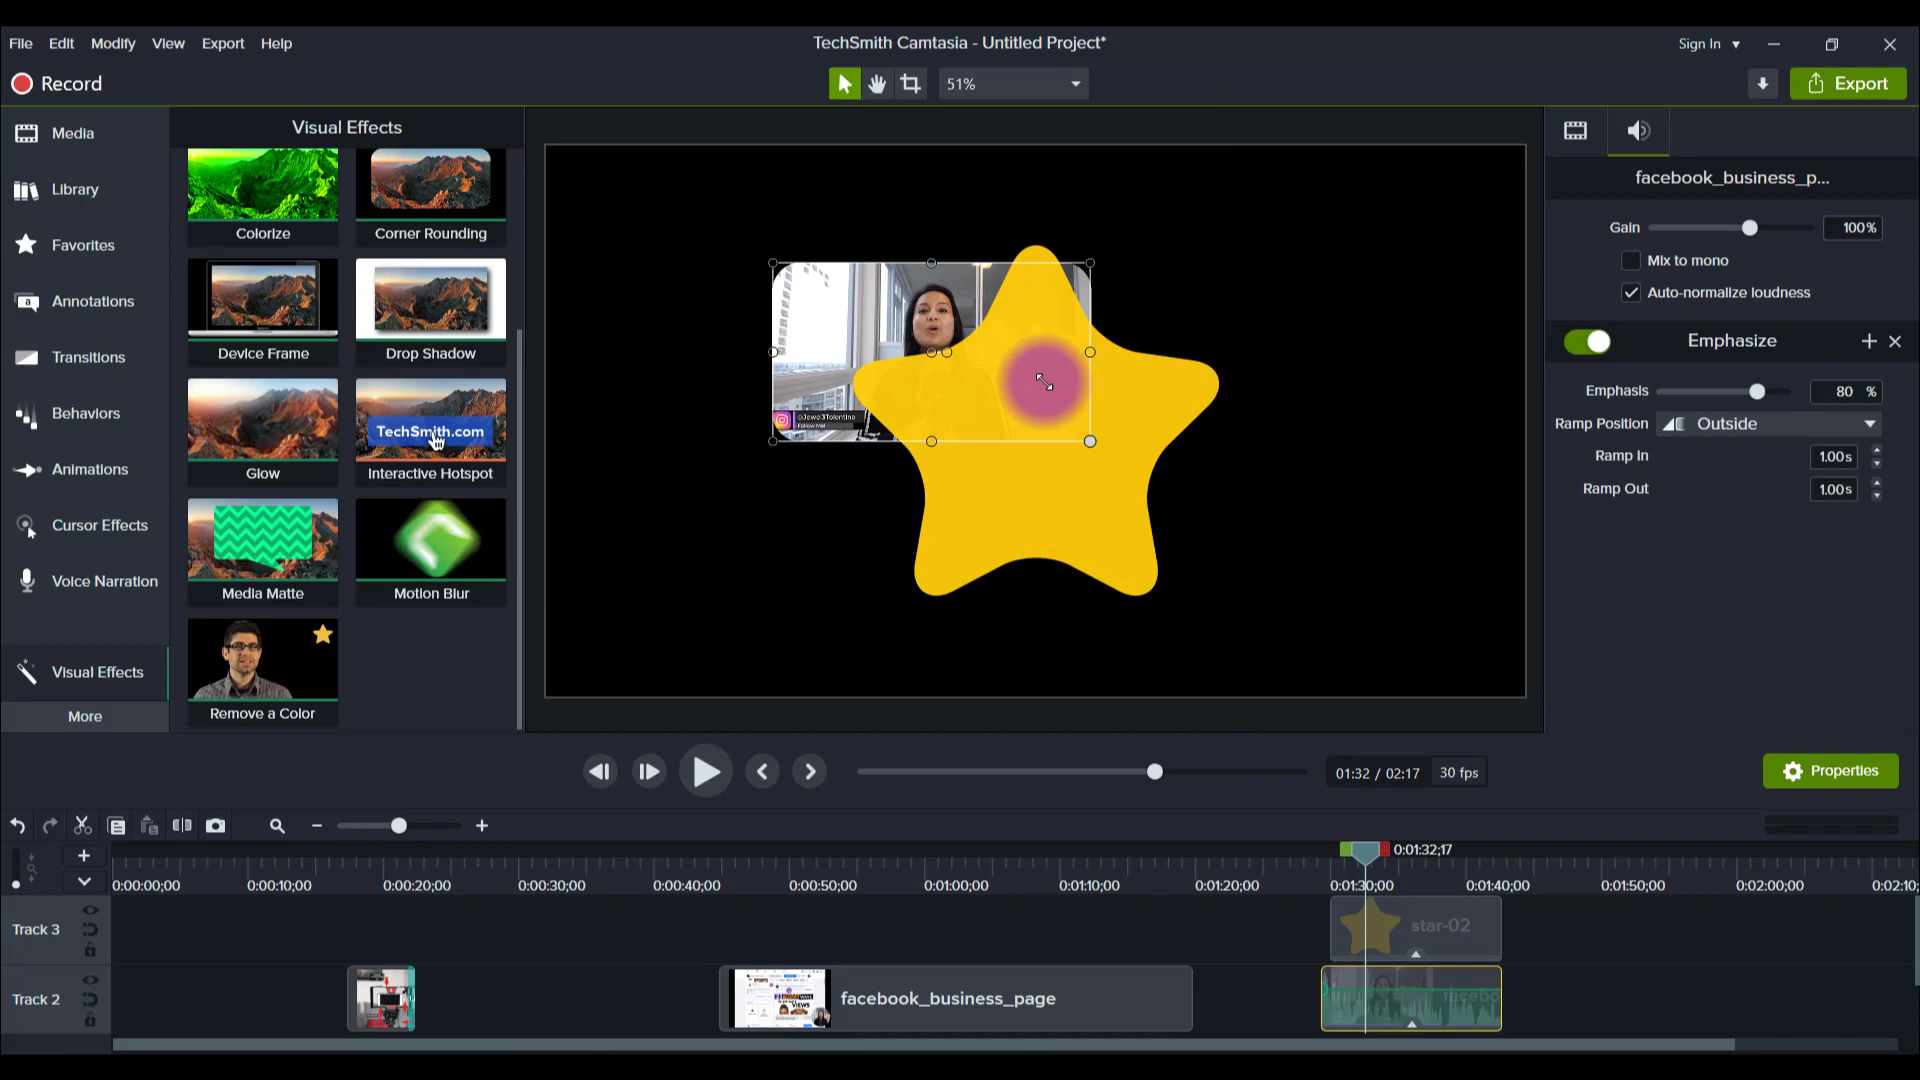 File Edit Modify View Export Help
TechSmith Camtasia - Untitled Project*
Sign In
Record
51%
Export
Media
Library
Favorites
Annotations
Transitions
Behaviors
Animations
Cursor Effects
Voice Narration
Visual Effects
More
Visual Effects
Colorize
Corner Rounding
Device Frame
Drop Shadow
TechSmith.com
Glow
Interactive Hotspot
Media Matte
Motion Blur
Remove a Color
@Jewel3Tolentino
Follow Me!
facebook_business_p...
Gain 100%
Mix to mono
Auto-normalize loudness
Emphasize
Emphasis 80 %
Ramp Position Outside
Ramp In 1.00s
Ramp Out 1.00s
01:32 / 02:17 30 fps
Properties
0:01:32;17
0:00:00;00 0:00:10;00 0:00:20;00 0:00:30;00 0:00:40;00 0:00:50;00 0:01:00;00 0:01:10;00 0:01:20;00 0:01:30;00 0:01:40;00 0:01:50;00 0:02:00;00 0:02:10;
Track 3
star-02
Track 2
facebook_business_page
facebo